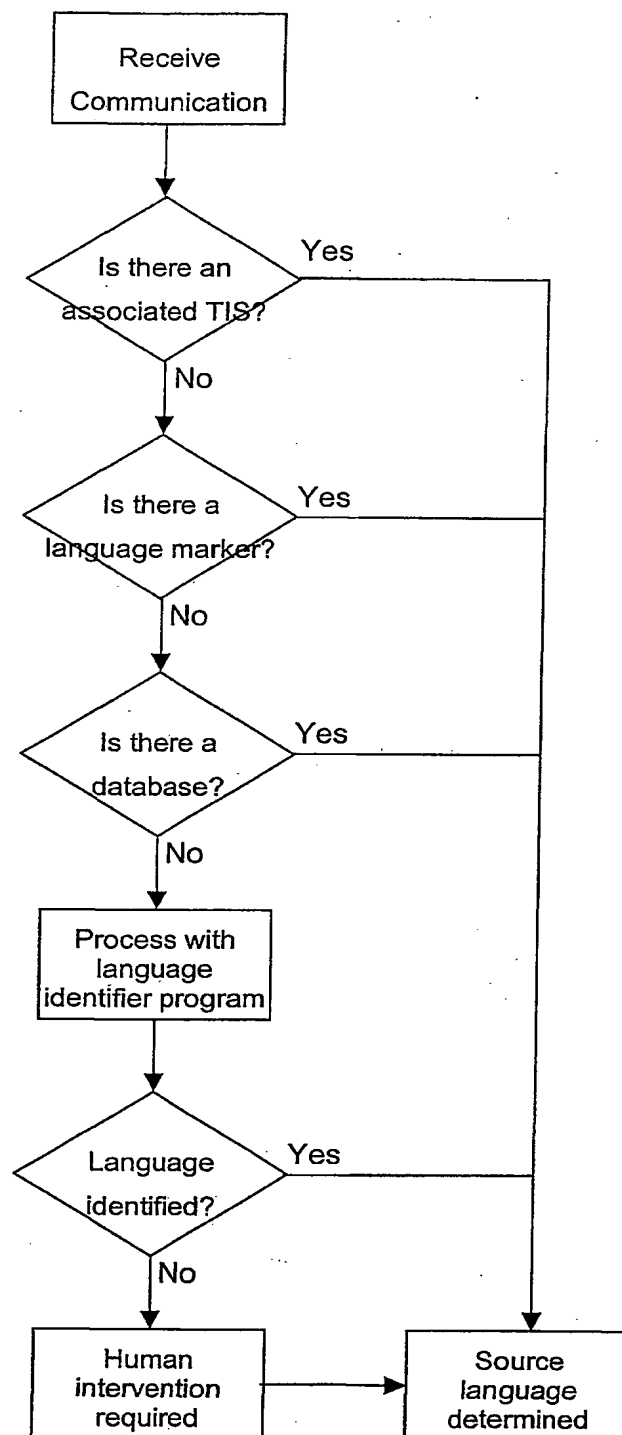 Receive
Communication
Is there an
associated TIS?
Yes
No
Is there a
language marker?
Yes
No
Is there a
database?
Yes
No
Process with
language
identifier program
Language
identified?
Yes
No
Human
intervention
required
Source
language
determined